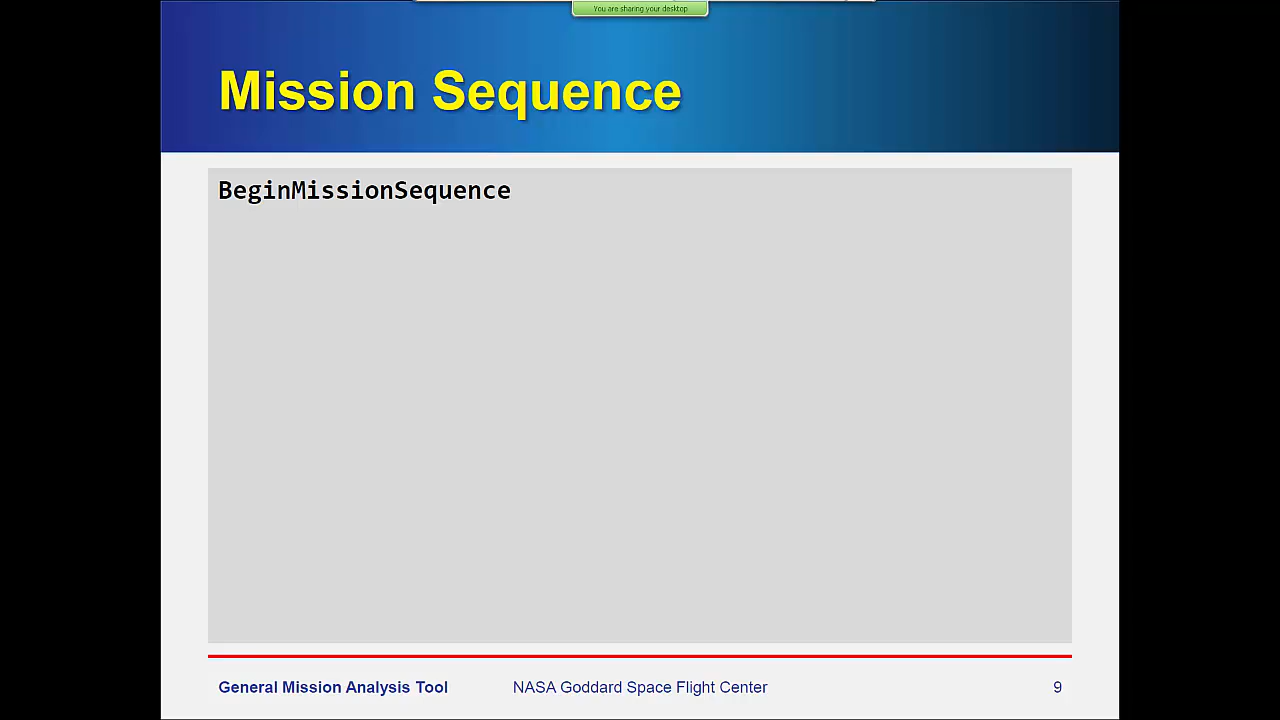 You are sharing your desktop
Mission Sequence
BeginMissionSequence
General Mission Analysis Tool NASA Goddard Space Flight Center 9